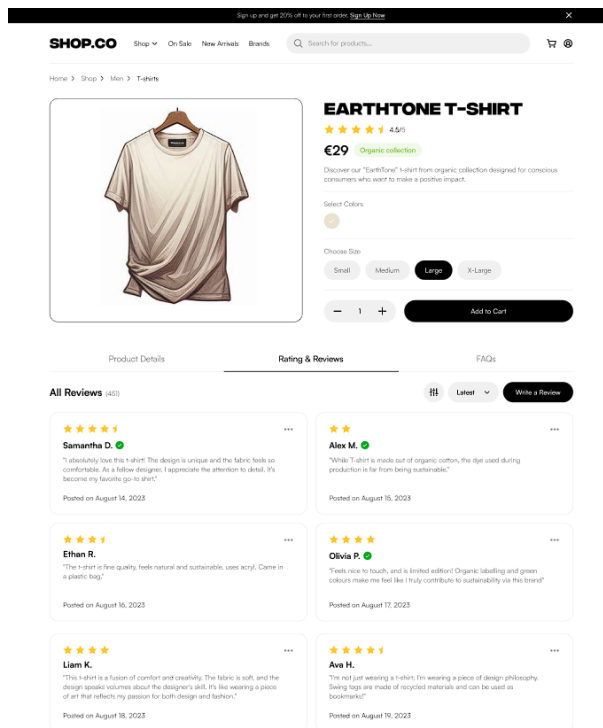 Sign up and get 20% off to your first order. Sign Up Now
SHOP.CO
Shop
On Sale
New Arrivals
Brands
Search for products...
Home > Shop > Men > T-shirts
EARTHTONE T-SHIRT
4.5/5
€29
Organic collection
Discover our "EarthTone" t-shirt from organic collection designed for conscious
consumers who want to make a positive impact.
Select Colors
Choose Size
Small
Medium
Large
X-Large
1
Add to Cart
Product Details
Rating & Reviews
FAQs
All Reviews (451)
Latest
Write a Review
Samantha D.
"I absolutely love this t-shirt! The design is unique and the fabric feels so
comfortable. As a fellow designer, I appreciate the attention to detail. It's
become my favorite go-to shirt."
Posted on August 14, 2023
Alex M.
"While T-shirt is made out of organic cotton, the dye used during
production is far from being sustainable."
Posted on August 15, 2023
Ethan R.
"The t-shirt is fine quality, feels natural and sustainable, uses acryl. Came in
a plastic bag."
Posted on August 16, 2023
Olivia P.
"Feels nice to touch, and is limited edition! Organic labelling and green
colours make me feel like I truly contribute to sustainability via this brand"
Posted on August 17, 2023
Liam K.
"This t-shirt is a fusion of comfort and creativity. The fabric is soft, and the
design speaks volumes about the designer's skill. It's like wearing a piece
of art that reflects my passion for both design and fashion."
Posted on August 18, 2023
Ava H.
"I'm not just wearing a t-shirt; I'm wearing a piece of design philosophy.
Swing tags are made of recycled materials and can be used as
bookmarks!"
Posted on August 19, 2023